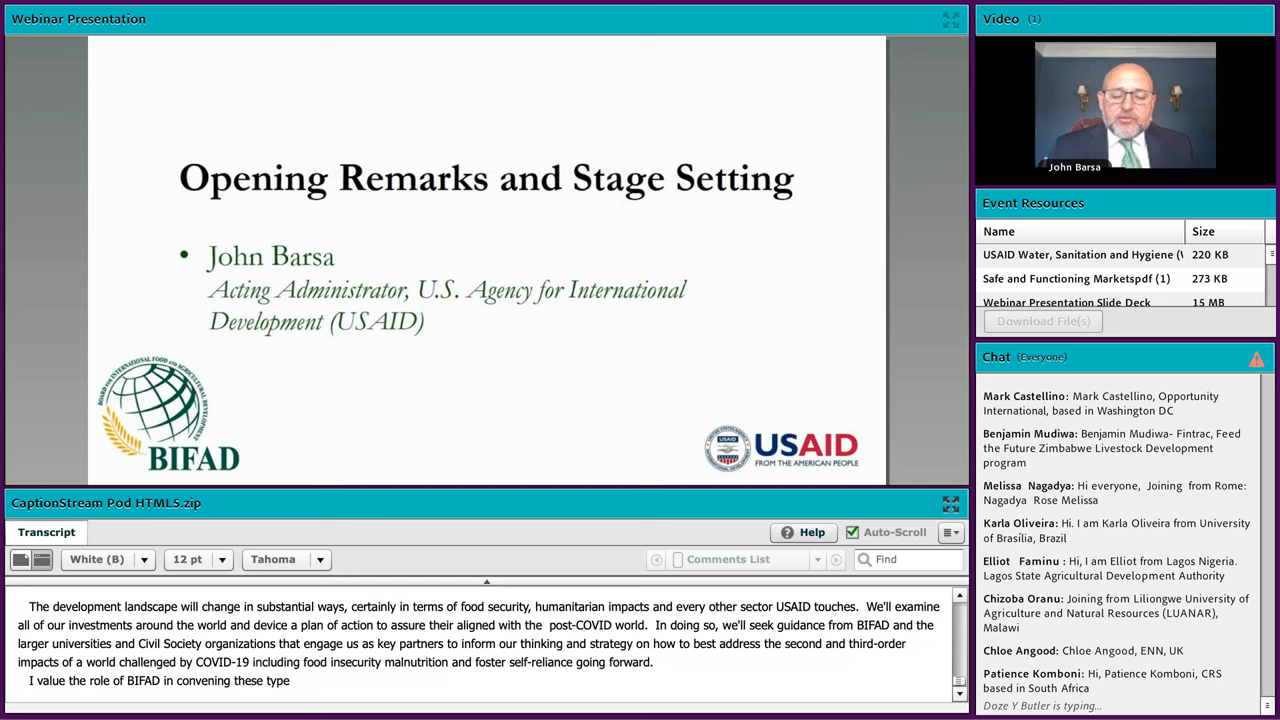 Webinar Presentation
Opening Remarks and Stage Setting
• John Barsa
Acting Administrator, U.S. Agency for International
Development (USAID)
BOARD FOR INTERNATIONAL FOOD AND AGRICULTURAL DEVELOPMENT
BIFAD
USAID
USAID
FROM THE AMERICAN PEOPLE
CaptionStream Pod HTML5.zip
Transcript
Help
Auto-Scroll
White (B)
12 pt
Tahoma
Comments List
Find
The development landscape will change in substantial ways, certainly in terms of food security, humanitarian impacts and every other sector USAID touches. We'll examine
all of our investments around the world and device a plan of action to assure their aligned with the post-COVID world. In doing so, we'll seek guidance from BIFAD and the
larger universities and Civil Society organizations that engage us as key partners to inform our thinking and strategy on how to best address the second and third-order
impacts of a world challenged by COVID-19 including food insecurity malnutrition and foster self-reliance going forward.
I value the role of BIFAD in convening these type
Video (1)
John Barsa
Event Resources
Name Size
USAID Water, Sanitation and Hygiene (V 220 KB
Safe and Functioning Marketspdf (1) 273 KB
Webinar Presentation Slide Deck 15 MB
Download File(s)
Chat (Everyone)
Mark Castellino: Mark Castellino, Opportunity
International, based in Washington DC
Benjamin Mudiwa: Benjamin Mudiwa- Fintrac, Feed
the Future Zimbabwe Livestock Development
program
Melissa Nagadya: Hi everyone, Joining from Rome:
Nagadya Rose Melissa
Karla Oliveira: Hi. I am Karla Oliveira from University
of Brasília, Brazil
Elliot Faminu : Hi, I am Elliot from Lagos Nigeria.
Lagos State Agricultural Development Authority
Chizoba Oranu: Joining from Liliongwe University of
Agriculture and Natural Resources (LUANAR),
Malawi
Chloe Angood: Chloe Angood, ENN, UK
Patience Komboni: Hi, Patience Komboni, CRS
based in South Africa
Doze Y Butler is typing...